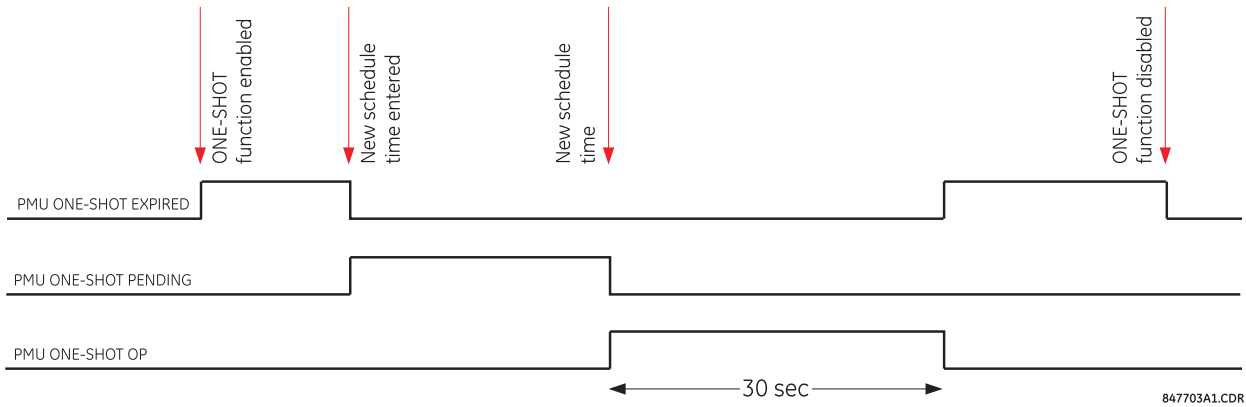 ONE-SHOT
function enabled
New schedule
time entered
New schedule
time
ONE-SHOT
function disabled
PMU ONE-SHOT EXPIRED
PMU ONE-SHOT PENDING
PMU ONE-SHOT OP
30 sec
847703A1.CDR